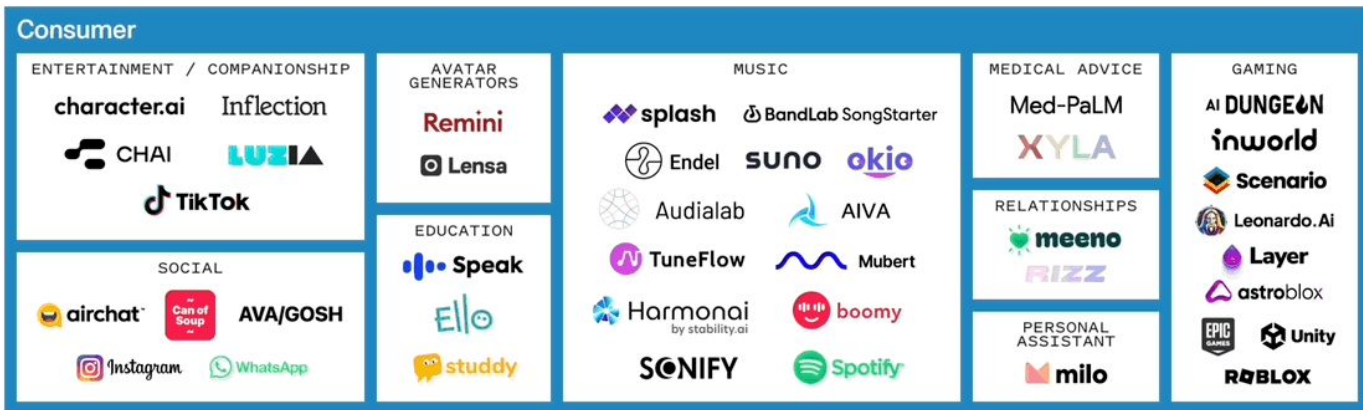 Consumer
ENTERTAINMENT / COMPANIONSHIP
character.ai Inflection
CHAI LUZIA
TikTok
SOCIAL
airchat
Can of
Soup
AVA/GOSH
Instagram WhatsApp
AVATAR
GENERATORS
Remini
Lensa
EDUCATION
Speak
Ello
studdy
MUSIC
splash BandLab SongStarter
Endel suno okio
Audialab AIVA
TuneFlow Mubert
Harmonai boomy
by stability.ai
SONIFY Spotify
MEDICAL ADVICE
Med-PaLM
XYLA
RELATIONSHIPS
meeno
RIZZ
PERSONAL
ASSISTANT
milo
GAMING
AI DUNGEON
inworld
Scenario
Leonardo.Ai
Layer
astroblox
EPIC
GAMES
Unity
ROBLOX